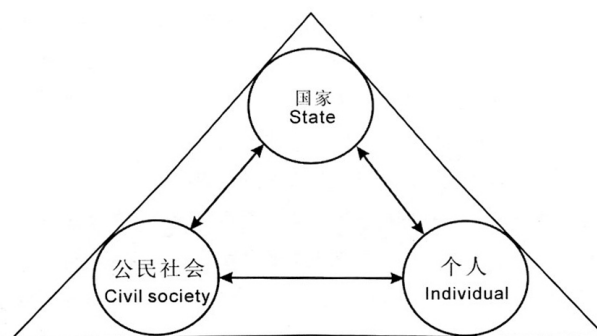 国家
State
公民社会
Civil society
个人
Individual